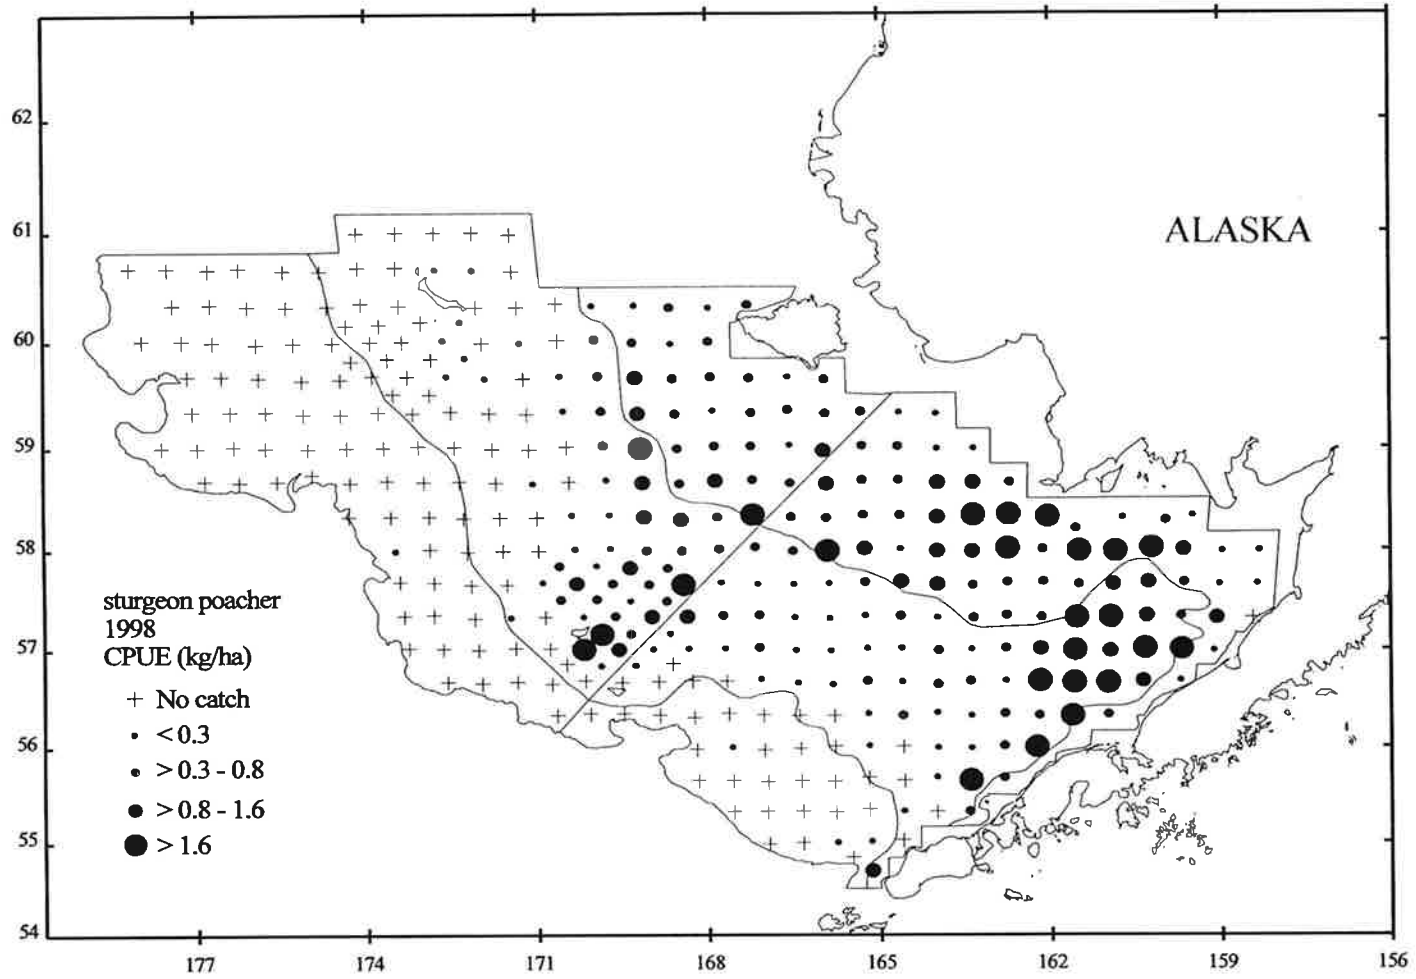 62
61
60
59
58
57
56
55
54
ALASKA
sturgeon poacher
1998
CPUE (kg/ha)
+ No catch
< 0.3
> 0.3 - 0.8
> 0.8 - 1.6
> 1.6
177 174 171 168 165 162 159 156